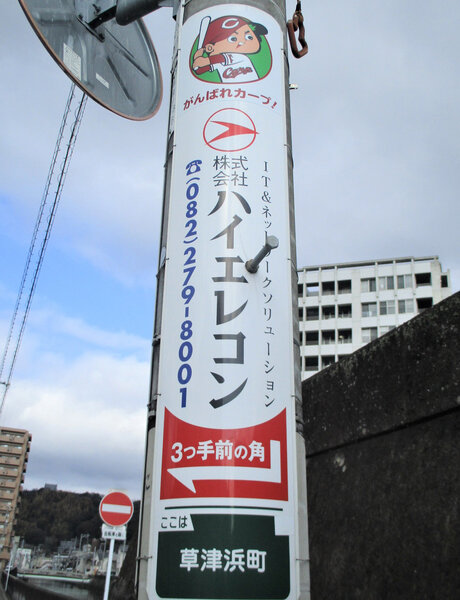 C
Carp
がんばれカープ!
株式会社
ハイエレコン
IT&ネットワークソリューション
☎(082)279-8001
3つ手前の角
ここは
草津浜町